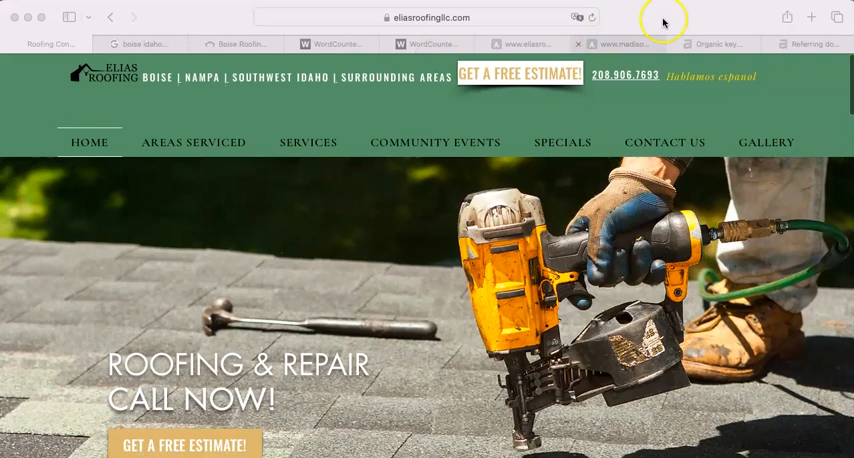 eliasroofingllc.com
Roofing Con...
boise idaho...
Boise Roofin...
WordCounte...
WordCounte...
www.eliasro...
www.madiso...
Organic key...
Referring do...
ELIAS
ROOFING
BOISE | NAMPA | SOUTHWEST IDAHO | SURROUNDING AREAS
GET A FREE ESTIMATE!
208.906.7693
Hablamos espanol
HOME
AREAS SERVICED
SERVICES
COMMUNITY EVENTS
SPECIALS
CONTACT US
GALLERY
ROOFING & REPAIR
CALL NOW!
GET A FREE ESTIMATE!